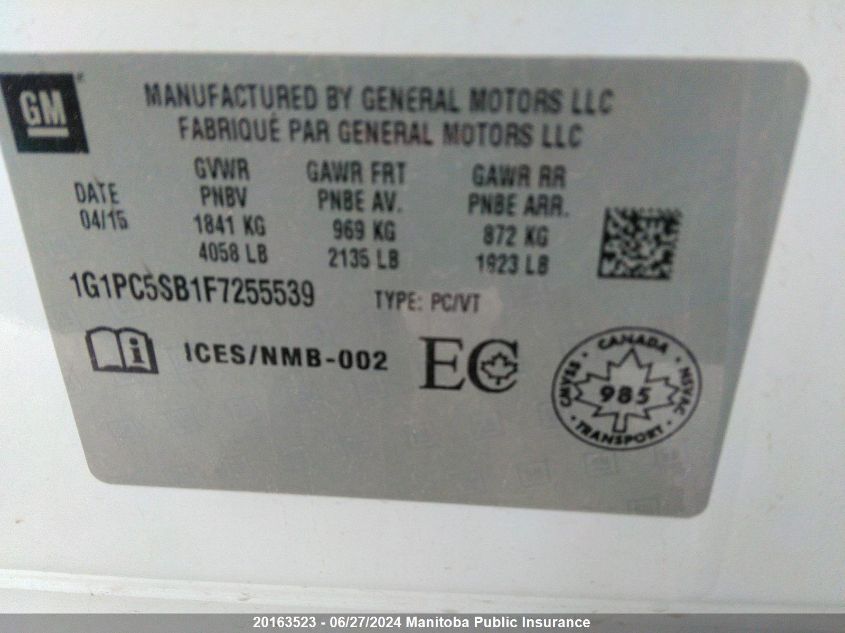 GM
MANUFACTURED BY GENERAL MOTORS LLC
FABRIQUÉ PAR GENERAL MOTORS LLC
DATE
04/15
GVWR
PNBV
1841 KG
4058 LB
GAWR FRT
PNBE AV.
969 KG
2135 LB
GAWR RR
PNBE ARR.
872 KG
1923 LB
1G1PC5SB1F7255539 TYPE: PC/VT
i ICES/NMB-002 EC
CANADA
CMVSS 985 NSVAC
TRANSPORT
20163523 / 06/27/2024 Manitoba Public Insurance